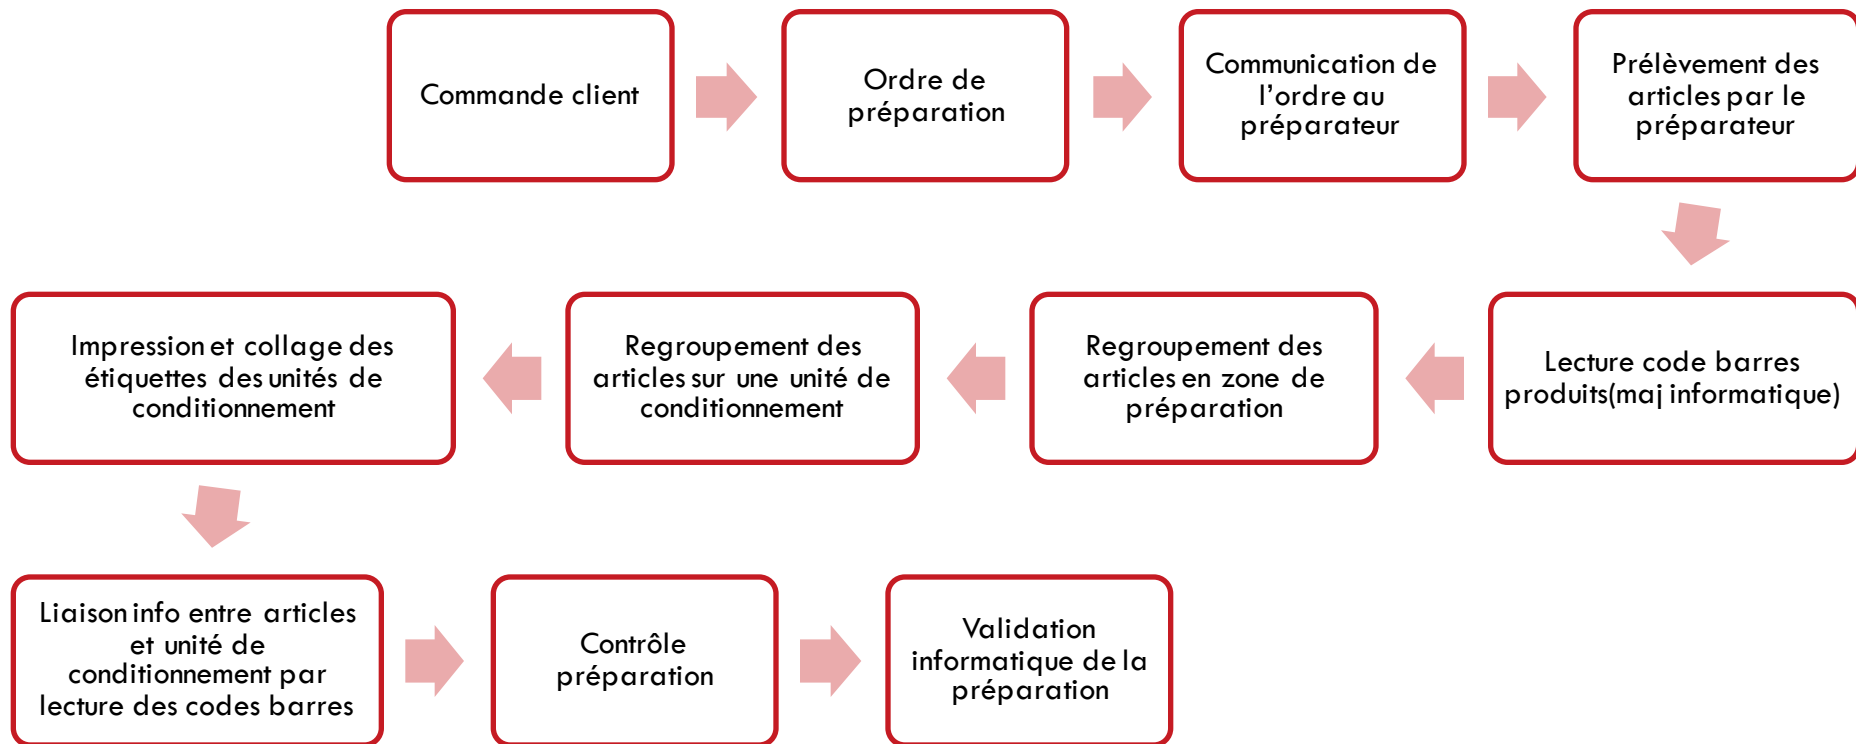 Commande client
Ordre de
préparation
Communication de
l’ordre au
préparateur
Prélèvement des
articles par le
préparateur
Lecture code barres
produits(maj informatique)
Regroupement des
articles en zone de
préparation
Regroupement des
articles sur une unité de
conditionnement
Impression et collage des
étiquettes des unités de
conditionnement
Liaison info entre articles
et unité de
conditionnement par
lecture des codes barres
Contrôle
préparation
Validation
informatique de la
préparation